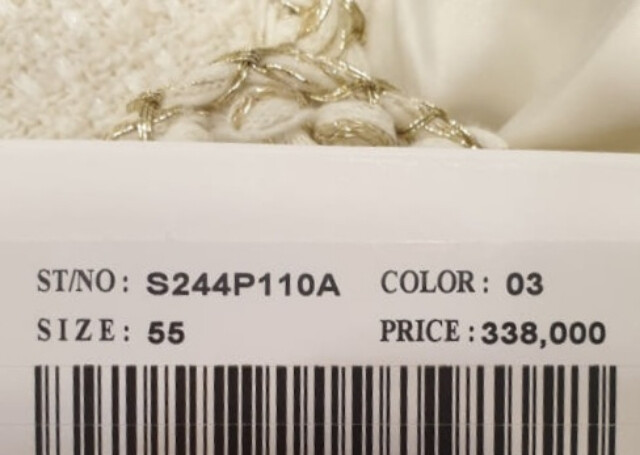 ST/NO: S244P110A COLOR: 03
SIZE: 55 PRICE: 338,000